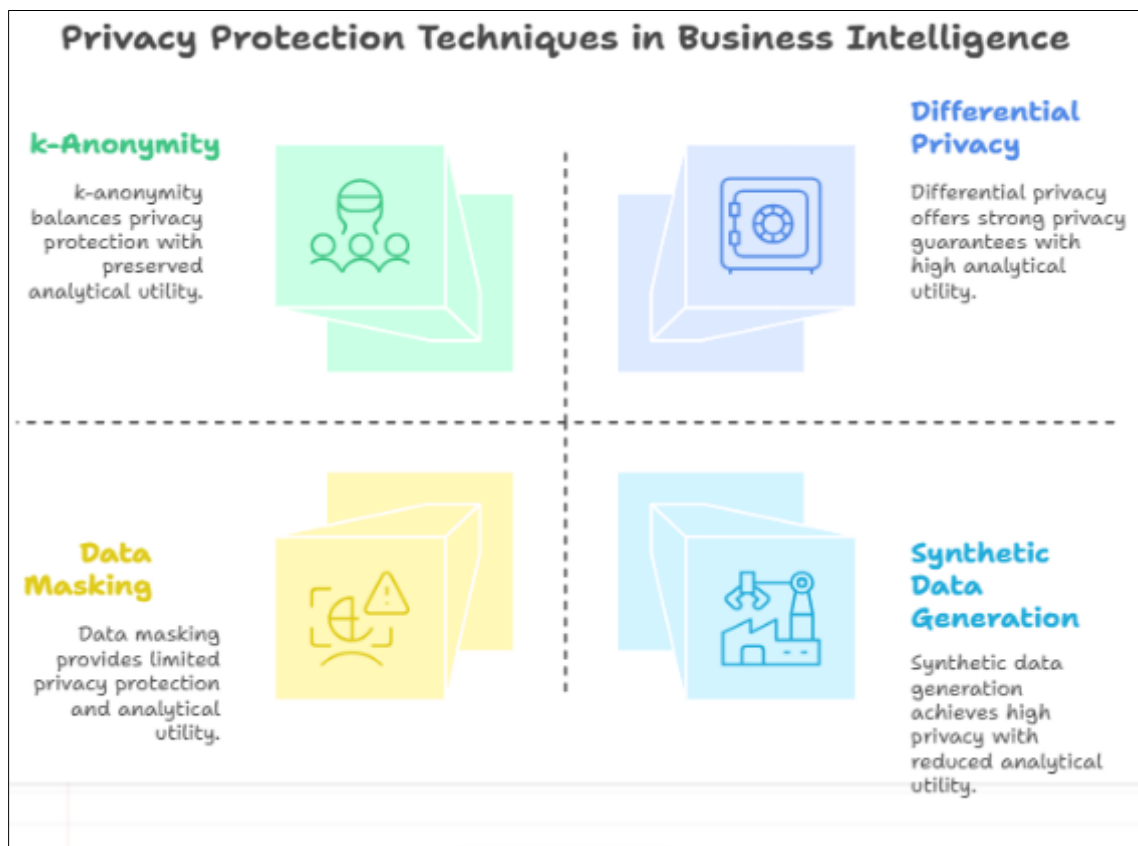 Privacy Protection Techniques in Business Intelligence
k-Anonymity
k-anonymity
balances privacy
protection with
preserved
analytical utility.
Differential
Privacy
Differential privacy
offers strong privacy
guarantees with
high analytical
utility.
Data
Masking
Data masking
provides limited
privacy protection
and analytical
utility.
Synthetic
Data
Generation
Synthetic data
generation
achieves high
privacy with
reduced analytical
utility.